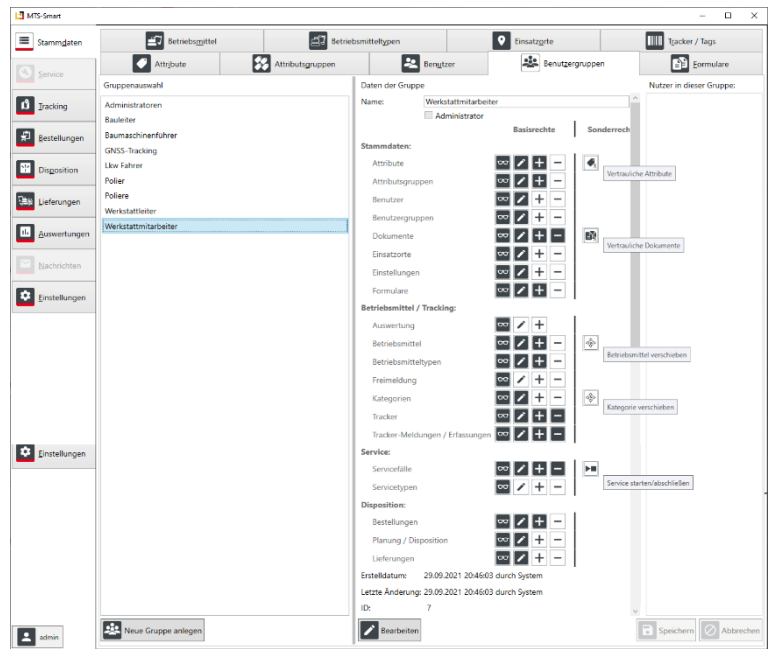 MTS-Smart
Stammdaten
Service
Tracking
Bestellungen
Disposition
Lieferungen
Auswertungen
Nachrichten
Einstellungen
Einstellungen
admin
Betriebsmittel
Betriebsmitteltypen
Einsatzorte
Tracker / Tags
Attribute
Attributsgruppen
Benutzer
Benutzergruppen
Formulare
Gruppenauswahl
Administratoren
Bauleiter
Baumaschinenführer
GNSS-Tracking
Lkw Fahrer
Polier
Poliere
Werkstattleiter
Werkstattmitarbeiter
Neue Gruppe anlegen
Daten der Gruppe
Name: Werkstattmitarbeiter
Administrator
Basisrechte Sonderrech
Stammdaten:
Attribute
Vertrauliche Attribute
Attributsgruppen
Benutzer
Benutzergruppen
Dokumente
Vertrauliche Dokumente
Einsatzorte
Einstellungen
Formulare
Betriebsmittel / Tracking:
Auswertung
Betriebsmittel
Betriebsmittel verschieben
Betriebsmitteltypen
Freimeldung
Kategorien
Kategorie verschieben
Tracker
Tracker-Meldungen / Erfassungen
Service:
Servicefälle
Service starten/abschließen
Servicetypen
Disposition:
Bestellungen
Planung / Disposition
Lieferungen
Erstelldatum: 29.09.2021 20:46:03 durch System
Letzte Änderung: 29.09.2021 20:46:03 durch System
ID: 7
Bearbeiten
Nutzer in dieser Gruppe:
Speichern
Abbrechen